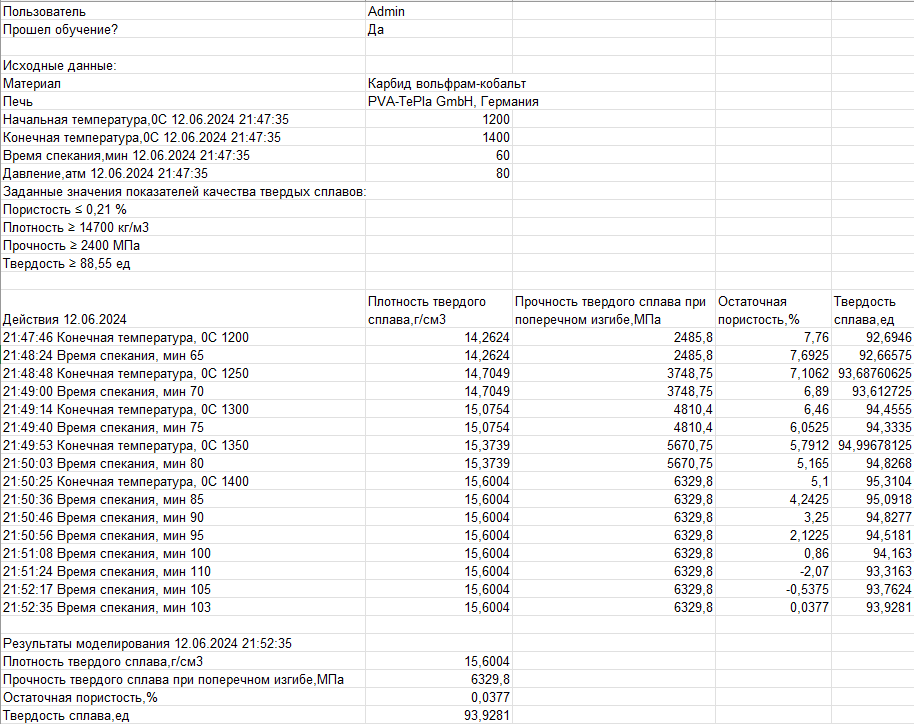 Пользователь Admin
Прошел обучение? Да
Исходные данные:
Материал Карбид вольфрам-кобальт
Печь PVA-TePla GmbH, Германия
Начальная температура,0С 12.06.2024 21:47:35 1200
Конечная температура,0С 12.06.2024 21:47:35 1400
Время спекания,мин 12.06.2024 21:47:35 60
Давление,атм 12.06.2024 21:47:35 80
Заданные значения показателей качества твердых сплавов:
Пористость ≤ 0,21 %
Плотность ≥ 14700 кг/м3
Прочность ≥ 2400 МПа
Твердость ≥ 88,55 ед
Плотность твердого Прочность твердого сплава при Остаточная Твердость
Действия 12.06.2024 сплава,г/см3 поперечном изгибе,МПа пористость,% сплава,ед
21:47:46 Конечная температура, 0С 1200 14,2624 2485,8 7,76 92,6946
21:48:24 Время спекания, мин 65 14,2624 2485,8 7,6925 92,66575
21:48:48 Конечная температура, 0С 1250 14,7049 3748,75 7,1062 93,68760625
21:49:00 Время спекания, мин 70 14,7049 3748,75 6,89 93,612725
21:49:14 Конечная температура, 0С 1300 15,0754 4810,4 6,46 94,4555
21:49:40 Время спекания, мин 75 15,0754 4810,4 6,0525 94,3335
21:49:53 Конечная температура, 0С 1350 15,3739 5670,75 5,7912 94,99678125
21:50:03 Время спекания, мин 80 15,3739 5670,75 5,165 94,8268
21:50:25 Конечная температура, 0С 1400 15,6004 6329,8 5,1 95,3104
21:50:36 Время спекания, мин 85 15,6004 6329,8 4,2425 95,0918
21:50:46 Время спекания, мин 90 15,6004 6329,8 3,25 94,8277
21:50:56 Время спекания, мин 95 15,6004 6329,8 2,1225 94,5181
21:51:08 Время спекания, мин 100 15,6004 6329,8 0,86 94,163
21:51:24 Время спекания, мин 110 15,6004 6329,8 -2,07 93,3163
21:52:17 Время спекания, мин 105 15,6004 6329,8 -0,5375 93,7624
21:52:35 Время спекания, мин 103 15,6004 6329,8 0,0377 93,9281
Результаты моделирования 12.06.2024 21:52:35
Плотность твердого сплава,г/см3 15,6004
Прочность твердого сплава при поперечном изгибе,МПа 6329,8
Остаточная пористость,% 0,0377
Твердость сплава,ед 93,9281